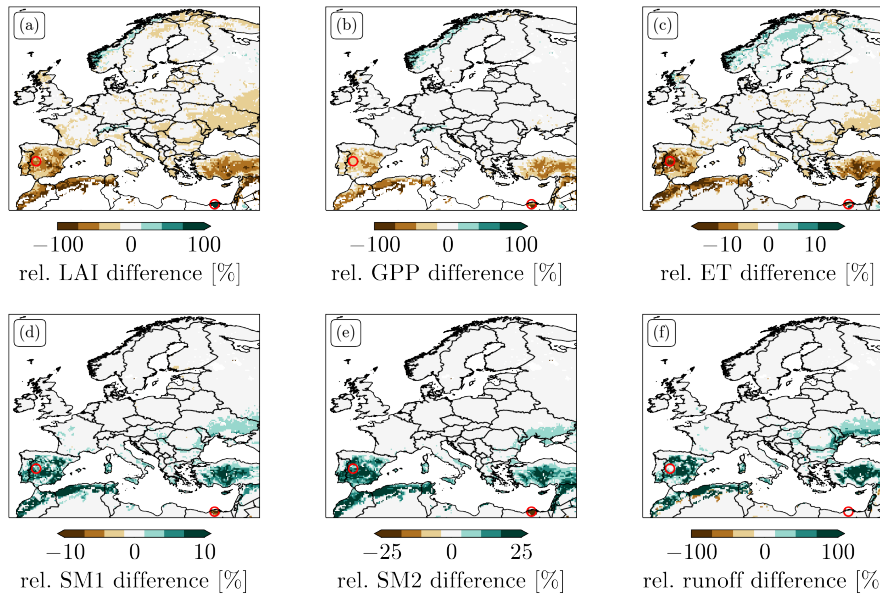 (a) (b) (c)
−100 0 100 −100 0 100 −10 0 10
rel. LAI difference [%] rel. GPP difference [%] rel. ET difference [%]
(d) (e) (f)
−10 0 10 −25 0 25 −100 0 100
rel. SM1 difference [%] rel. SM2 difference [%] rel. runoff difference [%]